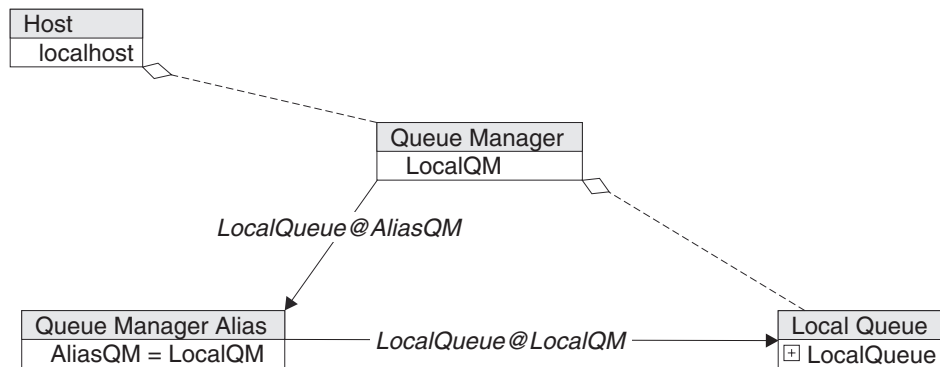 Host
localhost
Queue Manager
LocalQM
LocalQueue@AliasQM
Queue Manager Alias
AliasQM = LocalQM
LocalQueue@LocalQM
Local Queue
LocalQueue